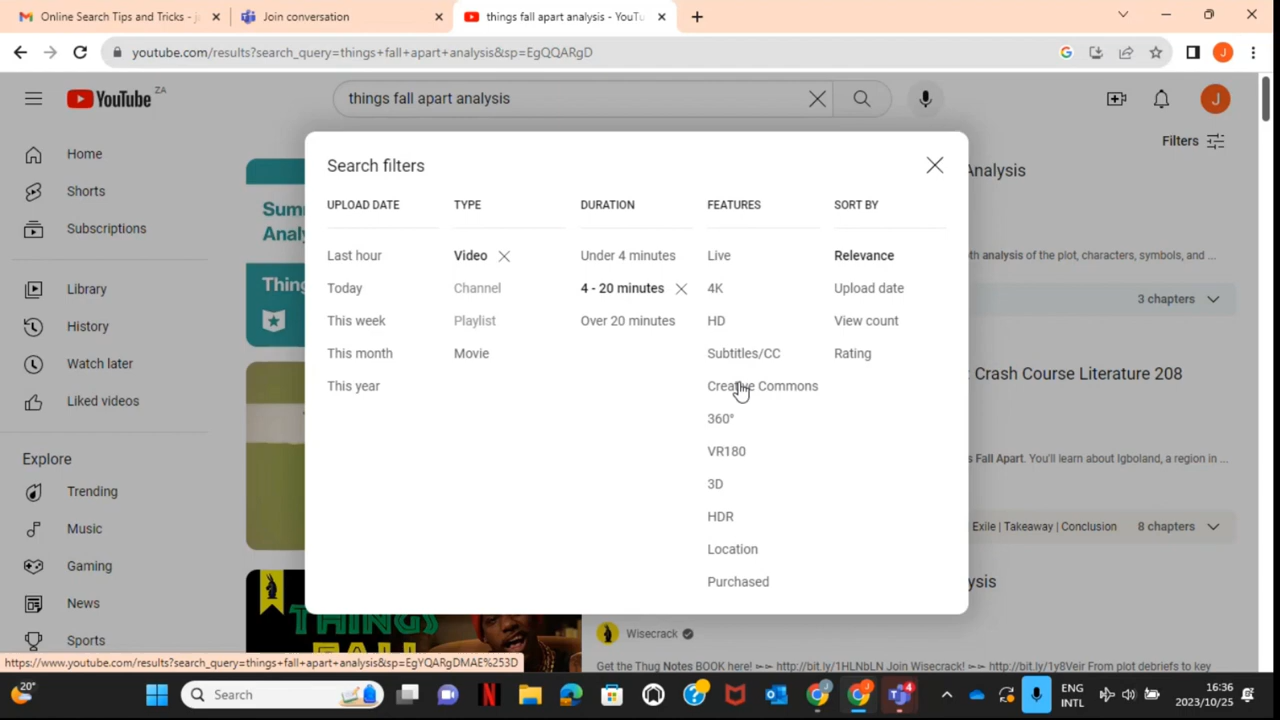 Online Search Tips and Tricks - j
Join conversation
things fall apart analysis - YouTu
youtube.com/results?search_query=things+fall+apart+analysis&sp=EgQQARgD
J
YouTube ZA
things fall apart analysis
J
Home
Shorts
Subscriptions
Library
History
Watch later
Liked videos
Explore
Trending
Music
Gaming
News
Sports
Filters
Summ
Analy
Thing
Search filters
UPLOAD DATE
Last hour
Today
This week
This month
This year
TYPE
Video
Channel
Playlist
Movie
DURATION
Under 4 minutes
4 - 20 minutes
Over 20 minutes
FEATURES
Live
4K
HD
Subtitles/CC
Creative Commons
360°
VR180
3D
HDR
Location
Purchased
SORT BY
Relevance
Upload date
View count
Rating
Analysis
th analysis of the plot, characters, symbols, and ...
3 chapters
Crash Course Literature 208
s Fall Apart. You'll learn about Igboland, a region in ...
Exile | Takeaway | Conclusion
8 chapters
ysis
THINGS
FALL
Wisecrack
Get the Thug Notes BOOK here! ►► http://bit.ly/1HLNbLN Join Wisecrack! ►► http://bit.ly/1y8Veir From plot debriefs to key
https://www.youtube.com/results?search_query=things+fall+apart+analysis&sp=EgYQARgDMAE%253D
20°
Search
4
ENG
INTL
16:36
2023/10/25